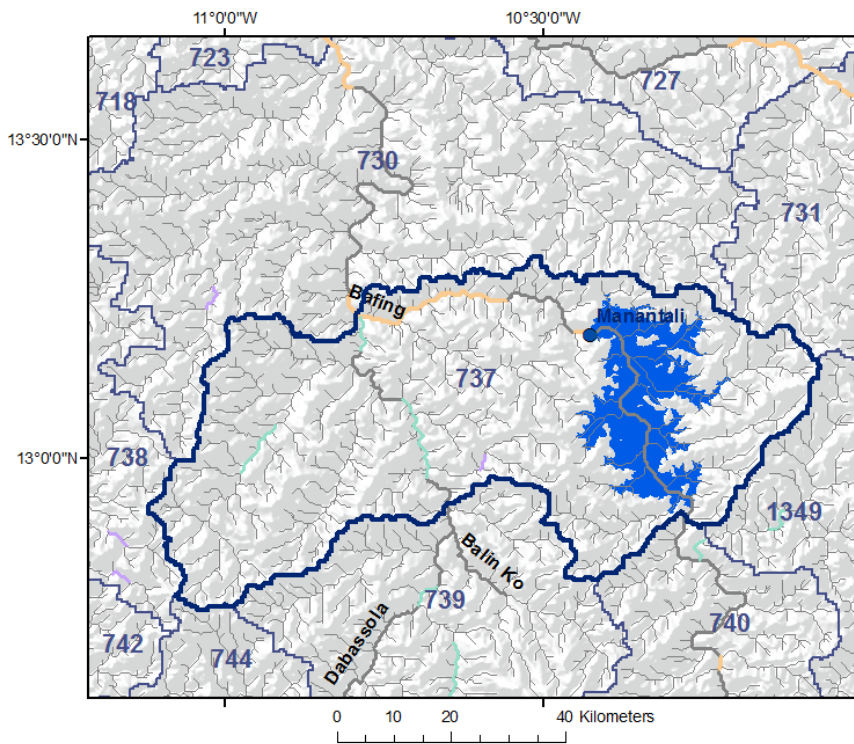 11°0'0"W 10°30'0"W
723
727
718
13°30'0"N
730
731
Bafing
Manantali
737
738
13°0'0"N
1349
Balin Ko
739
740
Dabassola
742
744
0 10 20 40 Kilometers